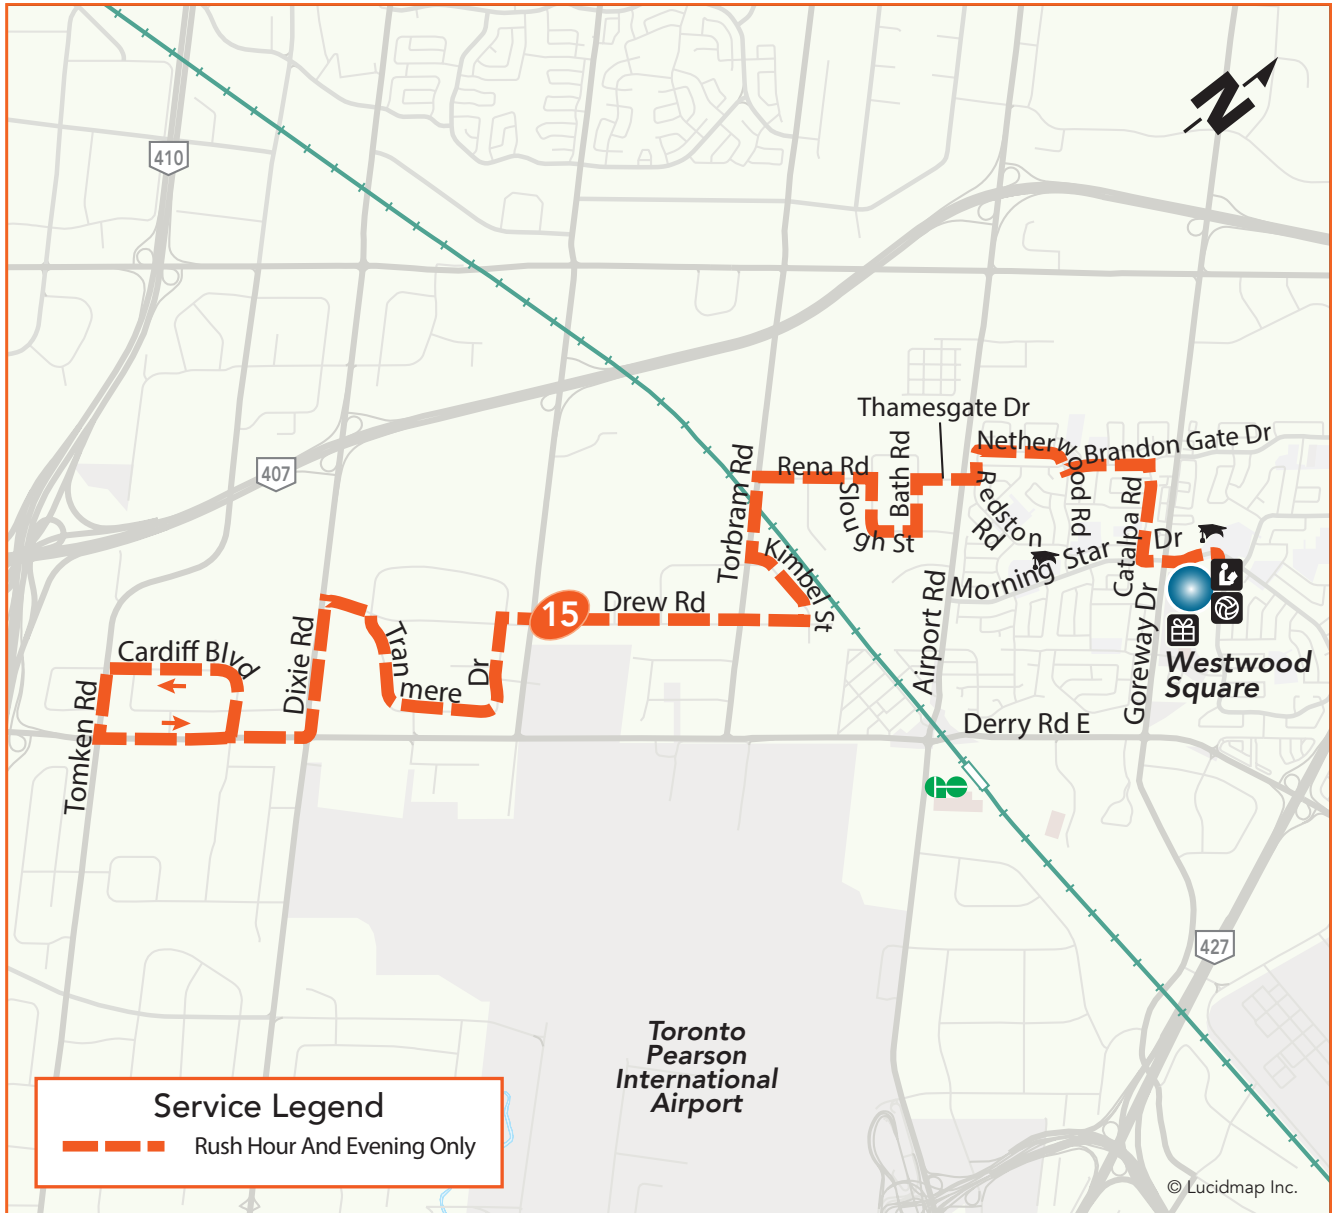 N
410
407
Thamesgate Dr
Netherwood Rd
Brandon Gate Dr
Rena Rd
Bath Rd
Slough St
Redston Rd
Torbram Rd
Kimbel St
Catalpa Rd
Morning Star Dr
Airport Rd
Goreway Dr
15
Drew Rd
Tranmere Dr
Dixie Rd
Cardiff Blvd
Tomken Rd
Westwood
Square
Derry Rd E
GO
427
Toronto
Pearson
International
Airport
Service Legend
Rush Hour And Evening Only
© Lucidmap Inc.